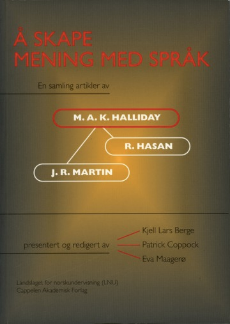 Å SKAPE
MENING MED SPRÅK
En samling artikler av
M. A. K. HALLIDAY
R. HASAN
J. R. MARTIN
Kjell Lars Berge
presentert og redigert av
Patrick Coppock
Eva Maagerø
Landslaget for norskundervisning (LNU)
Cappelen Akademisk Forlag